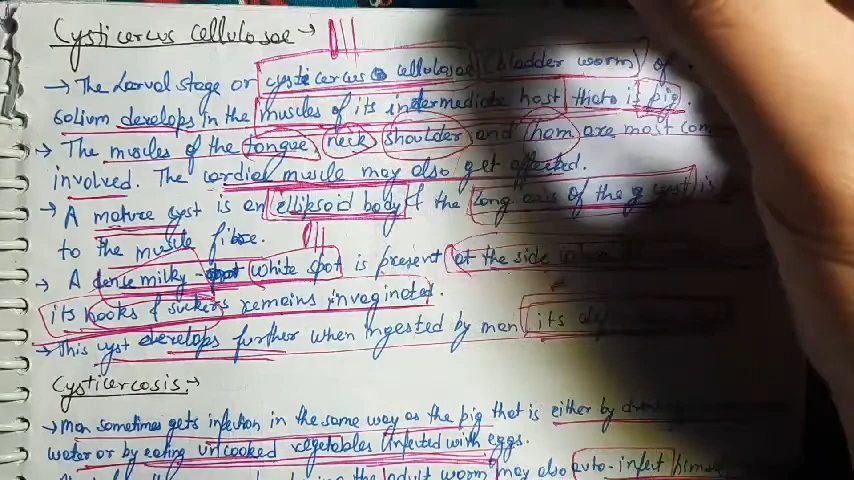 Cysticercus Cellulosae →
→ The Larval stage or cysticercus cellulosae (bladder worm) of
solium develops in the muscles of its intermediate host that is pig.
→ The muscles of the tongue, neck, shoulder and ham are most com
involved. The cardiac muscle may also get affected.
→ A mature cyst is an ellipsoid body & the long axis of the cyst is
to the muscle fibre.
→ A dense milky - white spot is present at the side
its hooks & suckers remains invaginated.
→ This cyst develops further when ingested by man its
Cysticercosis →
→ Man sometimes gets infection in the same way as the pig that is either by
water or by eating uncooked vegetables infected with eggs.
the adult worm may also auto-infect